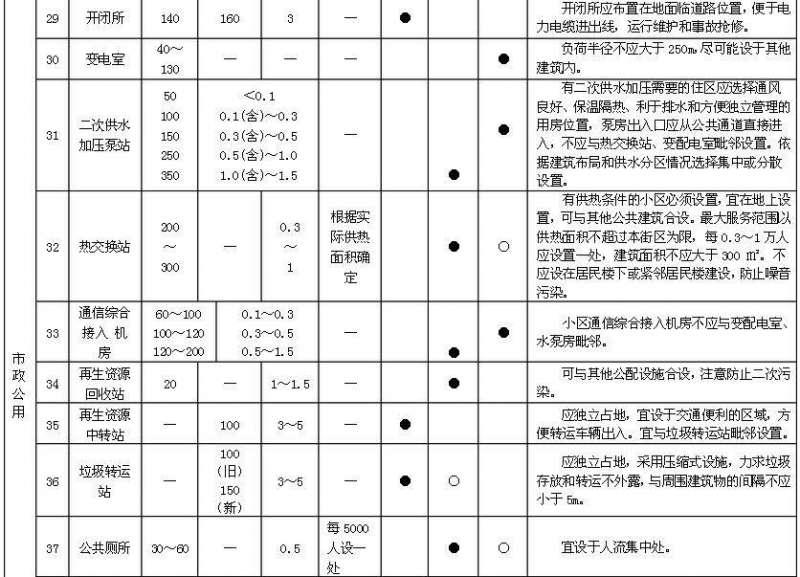 29 开闭所 140 160 3 — ● 开闭所应布置在地面临道路位置，便于电
力电缆进出线，运行维护和事故抢修。
30 变电室 40～ — — — ● 负荷半径不应大于 250m,尽可能设于其他
130 建筑内。
31 二次供水
加压泵站
50 ＜0.1
100 0.1(含)～0.3
150 0.3(含)～0.5 — ●
250 0.5(含)～1.0
350 1.0(含)～1.5 ●
有二次供水加压需要的住区应选择通风
良好、保温隔热、利于排水和方便独立管理的
用房位置，泵房出入口应从公共通道直接进
入，不应与热交换站、变配电室毗邻设置。依
据建筑布局和供水分区情况选择集中或分散
设置。
32 热交换站
200
～
300
—
0.3
～
1
根据实
际供热
面积确
定
● ○
有供热条件的小区必须设置，宜在地上设
置，可与其他公共建筑合设。最大服务范围以
供热面积不超过本街区为限，每 0.3～1 万人
应设置一处，建筑面积不应大于 300 ㎡。不
应设在居民楼下或紧邻居民楼建设，防止噪音
污染。
市
政
公
用
33
通信综合
接入 机
房
60～100 0.1～0.3
100～120 0.3～0.5 — ●
120～200 0.5～1.5 ●
小区通信综合接入机房不应与变配电室、
水泵房毗邻。
34 再生资源
回收站
20 — 1～1.5 — ●
可与其他公配设施合设，注意防止二次污
染。
35 再生资源
中转站
— 100 3～5 — ●
应独立占地，宜设于交通便利的区域，方
便转运车辆出入。宜与垃圾转运站毗邻设置。
36 垃圾转运
站
—
100
(旧)
150
(新)
3～5 — ● ○
应独立占地，采用压缩式设施，力求垃圾
存放和转运不外露，与周围建筑物的间隔不应
小于 5m。
37 公共厕所 30～60 — 0.5
每 5000
人设一
处
● ○ 宜设于人流集中处。